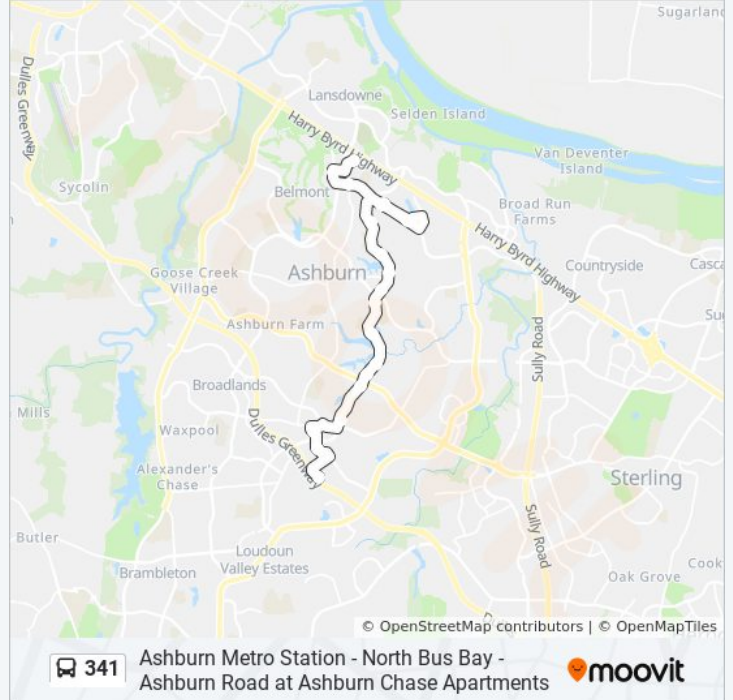 Sugarlan
Dulles Greenway
Lansdowne
Selden Island
Harry Byrd Highway
Van Deventer
Island
Sycolin
Belmont
Broad Run
Farms
Harry Byrd Highway
Goose Creek
Village
Ashburn
Countryside
Casca
Su
Ashburn Farm
Sully Road
Broadlands
Mills
Dulles Greenway
Waxpool
Alexander's
Chase
Sterling
Sully Road
Butler
Loudoun
Valley Estates
Brambleton
Cook
Oak Grove
© OpenStreetMap contributors | © OpenMapTiles
341
Ashburn Metro Station - North Bus Bay -
Ashburn Road at Ashburn Chase Apartments
moovit